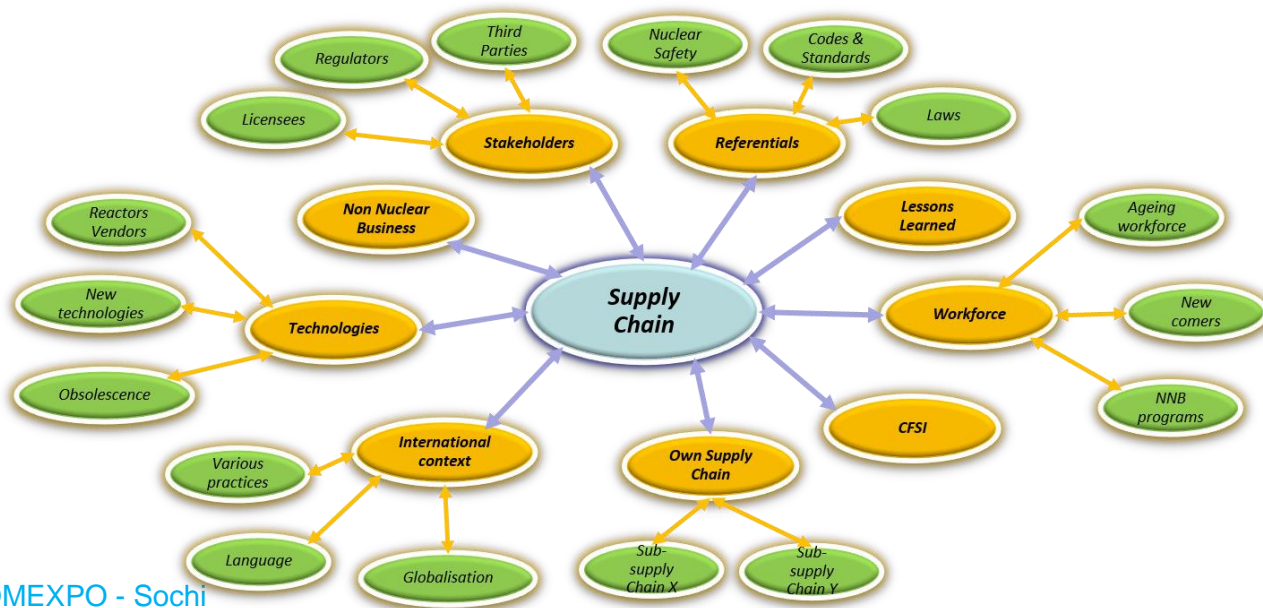 Third
Parties
Nuclear
Safety
Codes &
Standards
Regulators
Licensees
Laws
Stakeholders
Referentials
Non Nuclear
Business
Lessons
Learned
Reactors
Vendors
Ageing
workforce
New
technologies
Technologies
Supply
Chain
Workforce
New
comers
Obsolescence
NNB
programs
International
context
CFSI
Own Supply
Chain
Various
practices
Language
Globalisation
Sub-
supply
Chain X
Sub-
supply
Chain Y
MEXPO - Sochi